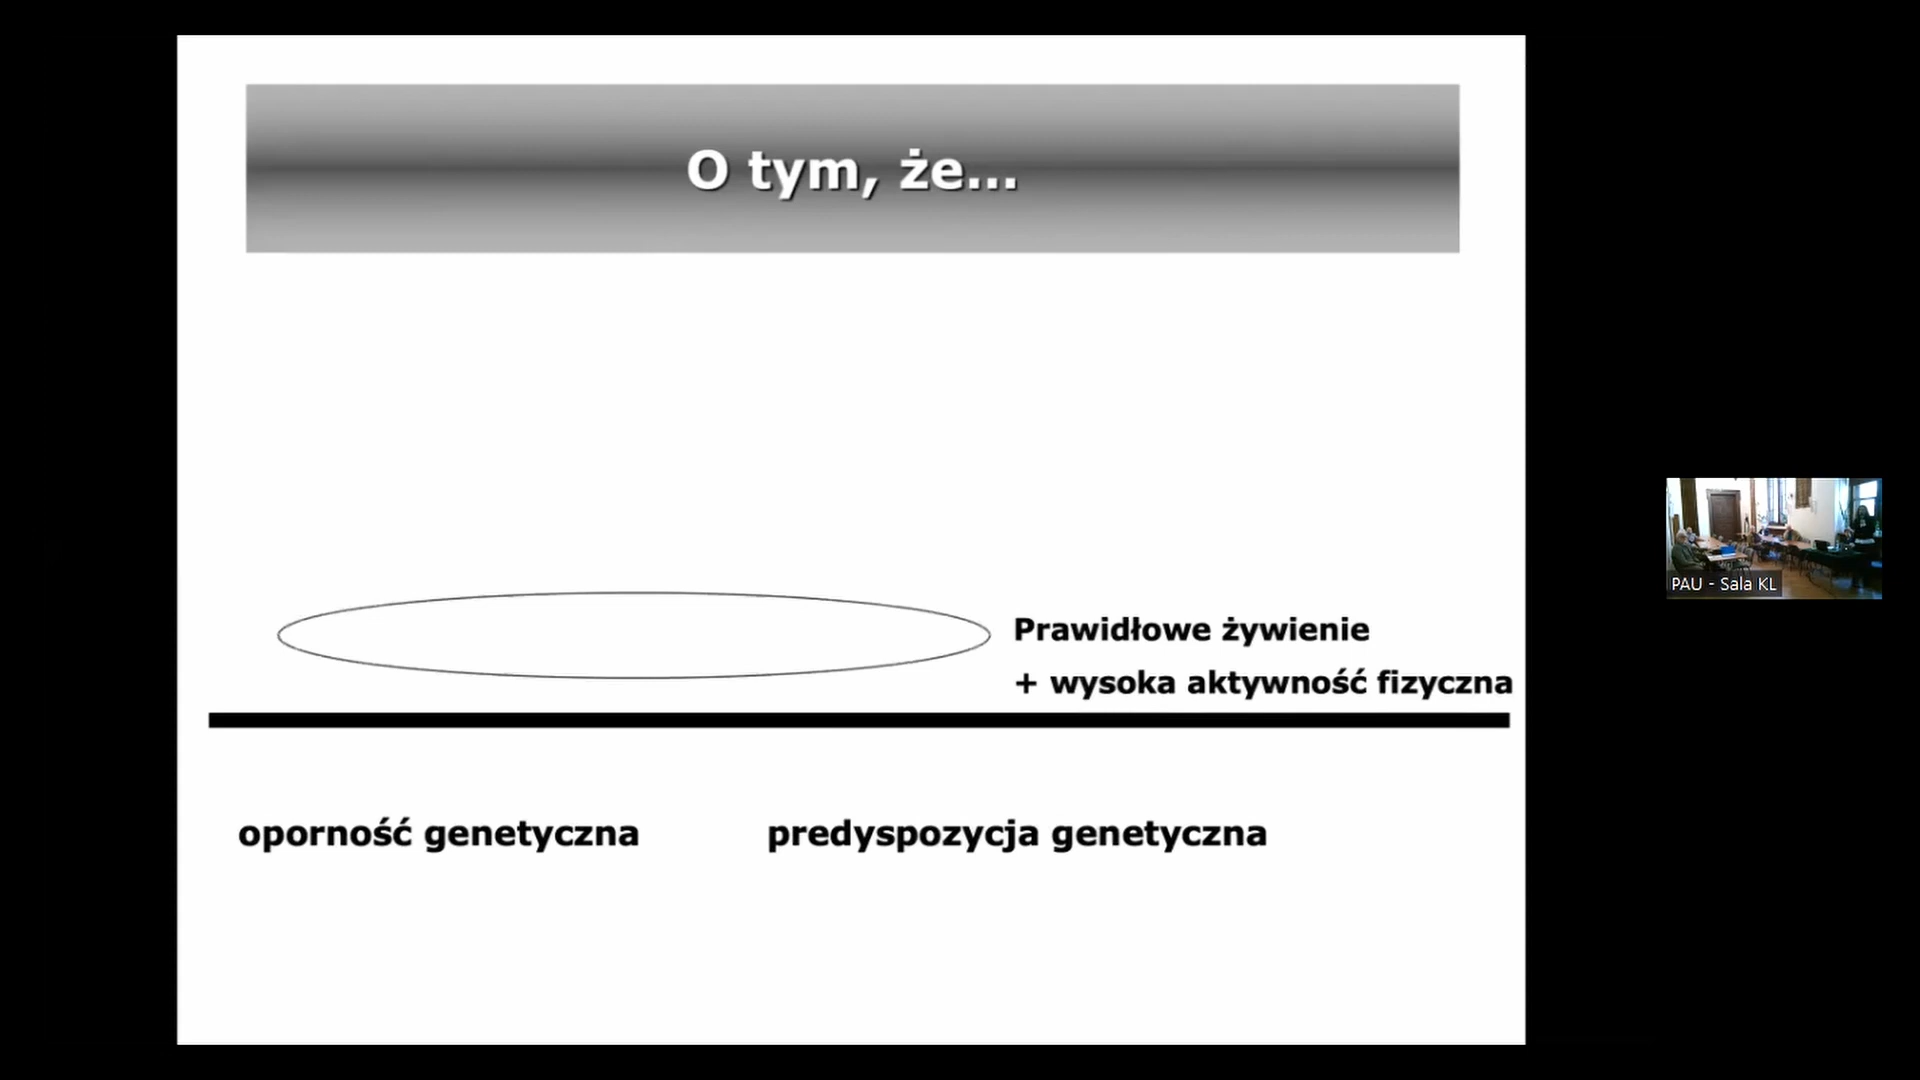 O tym, że...
Prawidłowe żywienie
+ wysoka aktywność fizyczna
oporność genetyczna
predyspozycja genetyczna
PAU - Sala KL